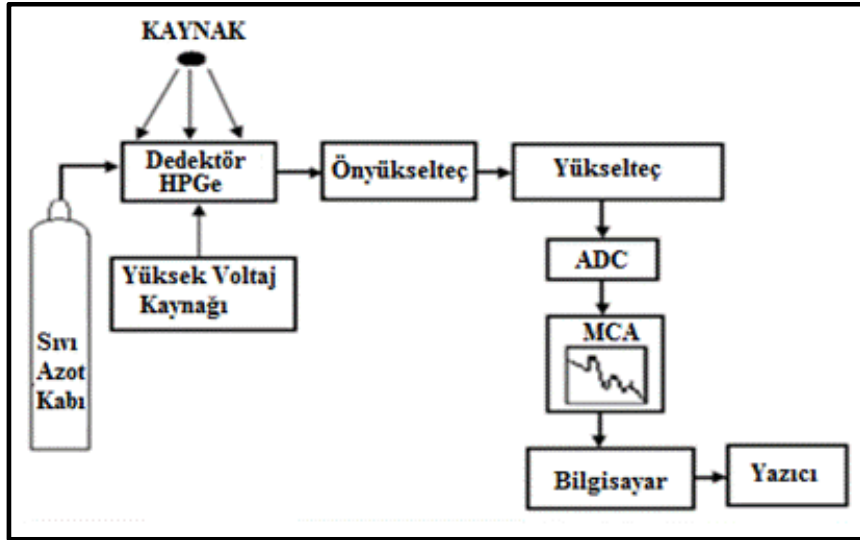 KAYNAK
Dedektör
HPGe
Önyükselteç
Yükselteç
Yüksek Voltaj
Kaynağı
ADC
MCA
Sıvı
Azot
Kabı
Bilgisayar
Yazıcı